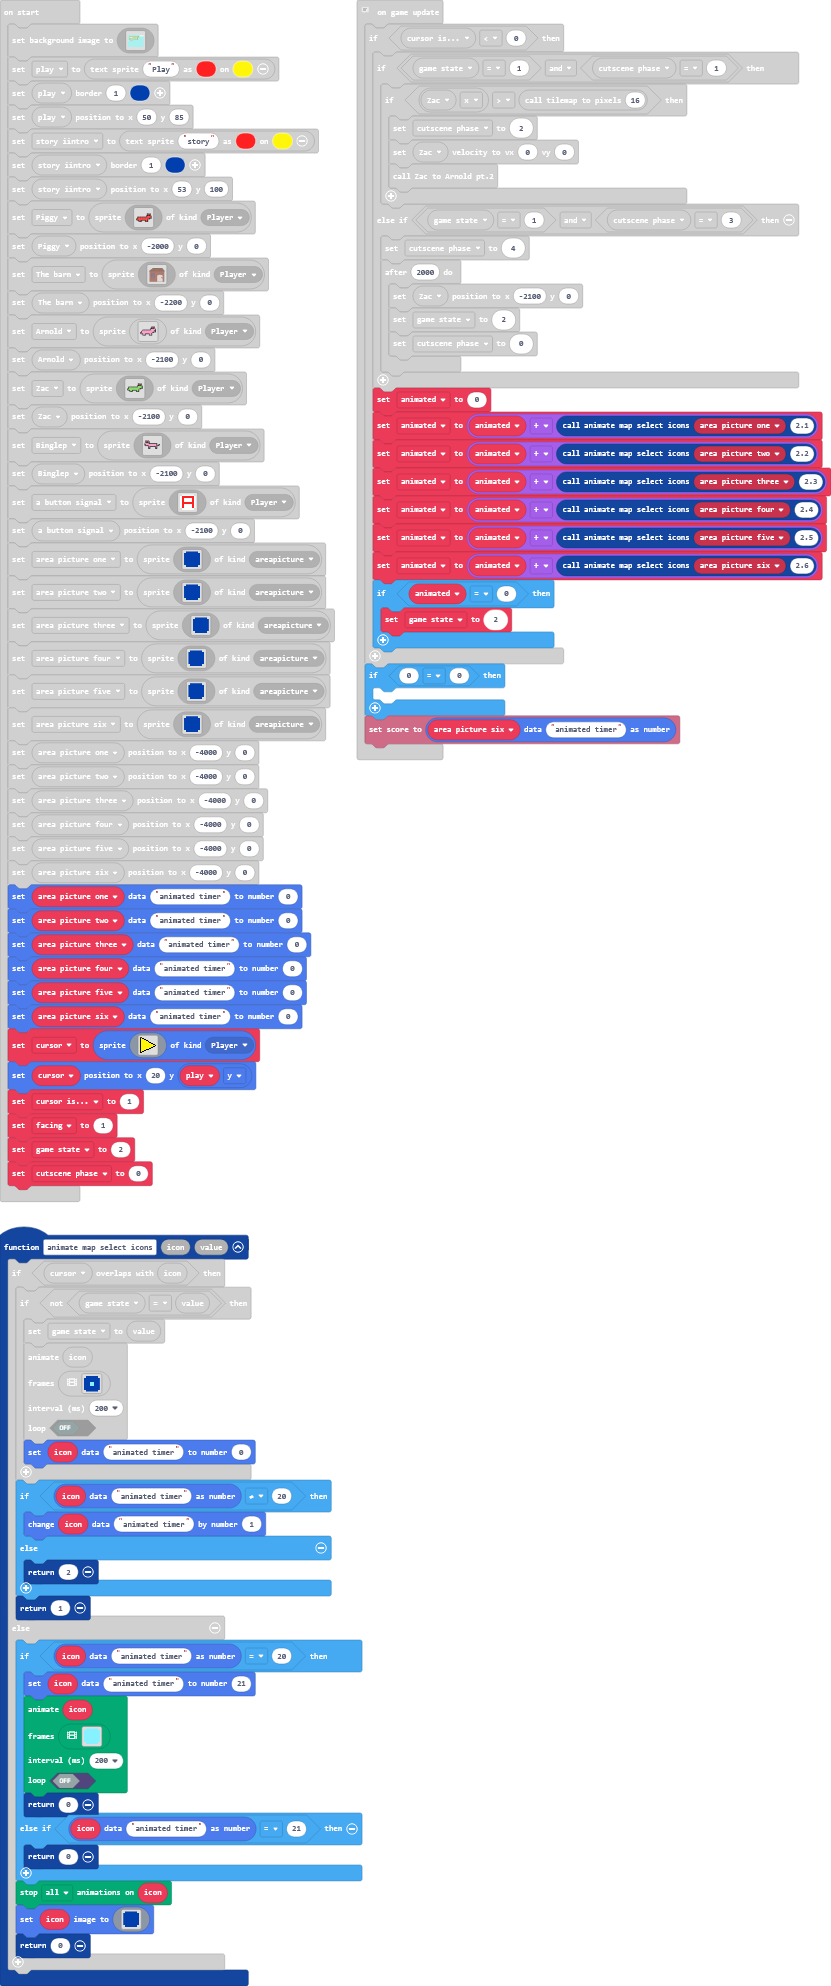 on start
set background image to
set play to text sprite "Play" as on
set play border 1
set play position to x 50 y 85
set story iintro to text sprite "story" as on
set story iintro border 1
set story iintro position to x 53 y 100
set Piggy to sprite of kind Player
set Piggy position to x -2000 y 0
set The barn to sprite of kind Player
set The barn position to x -2200 y 0
set Arnold to sprite of kind Player
set Arnold position to x -2100 y 0
set Zac to sprite of kind Player
set Zac position to x -2100 y 0
set Binglep to sprite of kind Player
set Binglep position to x -2100 y 0
set a button signal to sprite of kind Player
set a button signal position to x -2100 y 0
set area picture one to sprite of kind areapicture
set area picture two to sprite of kind areapicture
set area picture three to sprite of kind areapicture
set area picture four to sprite of kind areapicture
set area picture five to sprite of kind areapicture
set area picture six to sprite of kind areapicture
set area picture one position to x -4000 y 0
set area picture two position to x -4000 y 0
set area picture three position to x -4000 y 0
set area picture four position to x -4000 y 0
set area picture five position to x -4000 y 0
set area picture six position to x -4000 y 0
set area picture one data "animated timer" to number 0
set area picture two data "animated timer" to number 0
set area picture three data "animated timer" to number 0
set area picture four data "animated timer" to number 0
set area picture five data "animated timer" to number 0
set area picture six data "animated timer" to number 0
set cursor to sprite of kind Player
set cursor position to x 20 y play y
set cursor is... to 1
set facing to 1
set game state to 2
set cutscene phase to 0
on game update
if cursor is... < 0 then
if game state = 1 and cutscene phase = 1 then
if Zac x > call tilemap to pixels 16 then
set cutscene phase to 2
set Zac velocity to vx 0 vy 0
call Zac to Arnold pt.2
else if game state = 1 and cutscene phase = 3 then
set cutscene phase to 4
after 2000 do
set Zac position to x -2100 y 0
set game state to 2
set cutscene phase to 0
set animated to 0
set animated to animated + call animate map select icons area picture one 2.1
set animated to animated + call animate map select icons area picture two 2.2
set animated to animated + call animate map select icons area picture three 2.3
set animated to animated + call animate map select icons area picture four 2.4
set animated to animated + call animate map select icons area picture five 2.5
set animated to animated + call animate map select icons area picture six 2.6
if animated = 0 then
set game state to 2
if 0 = 0 then
set score to area picture six data "animated timer" as number
function animate map select icons icon value
if cursor overlaps with icon then
if not game state = value then
set game state to value
animate icon
frames
interval (ms) 200
loop OFF
set icon data "animated timer" to number 0
if icon data "animated timer" as number ≠ 20 then
change icon data "animated timer" by number 1
else
return 2
return 1
else
if icon data "animated timer" as number = 20 then
set icon data "animated timer" to number 21
animate icon
frames
interval (ms) 200
loop OFF
return 0
else if icon data "animated timer" as number = 21 then
return 0
stop all animations on icon
set icon image to
return 0